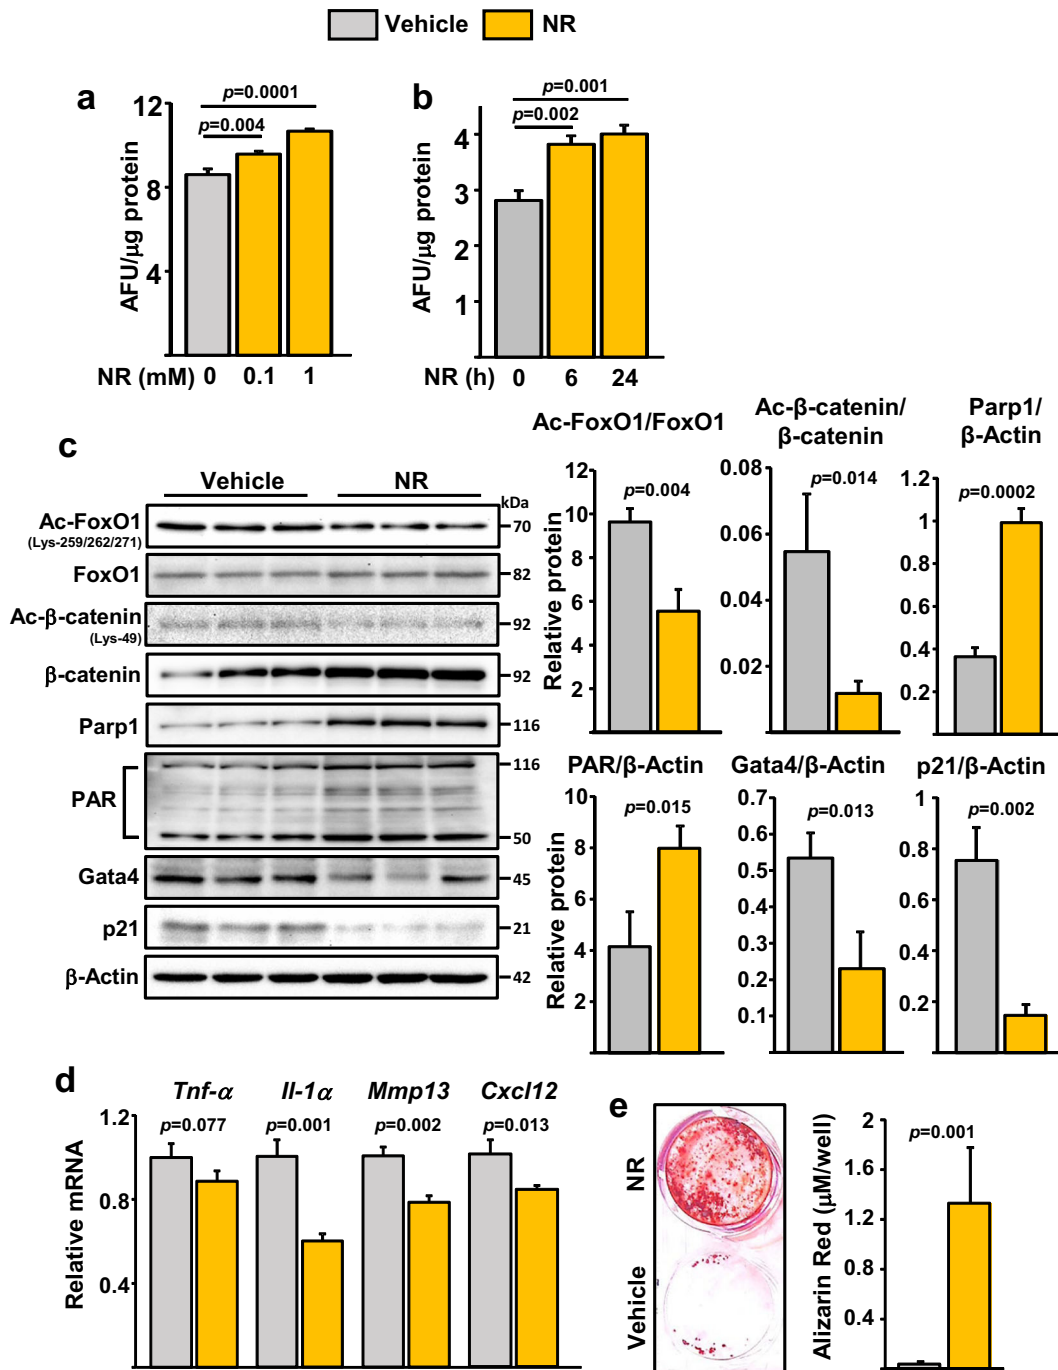 Vehicle NR
a
AFU/μg protein
12
8
4
p=0.0001
p=0.004
NR (mM) 0 0.1 1
b
AFU/μg protein
4
3
2
1
p=0.001
p=0.002
NR (h) 0 6 24
c
Vehicle NR
kDa
Ac-FoxO1
(Lys-259/262/271)
70
FoxO1
82
Ac-β-catenin
(Lys-49)
92
β-catenin
92
Parp1
116
PAR
116
50
Gata4
45
p21
21
β-Actin
42
Ac-FoxO1/FoxO1
Relative protein
12
10
8
6
4
2
p=0.004
Ac-β-catenin/
β-catenin
0.08
0.06
0.04
0.02
p=0.014
Parp1/
β-Actin
1.2
1
0.8
0.6
0.4
0.2
p=0.0002
PAR/β-Actin
Relative protein
10
8
6
4
2
p=0.015
Gata4/β-Actin
0.7
0.6
0.5
0.4
0.3
0.2
0.1
p=0.013
p21/β-Actin
1
0.8
0.6
0.4
0.2
p=0.002
d
Relative mRNA
1.2
0.8
0.4
Tnf-α Il-1α Mmp13 Cxcl12
p=0.077 p=0.001 p=0.002 p=0.013
e
NR
Vehicle
Alizarin Red (μM/well)
2
1.6
1.2
0.8
0.4
p=0.001